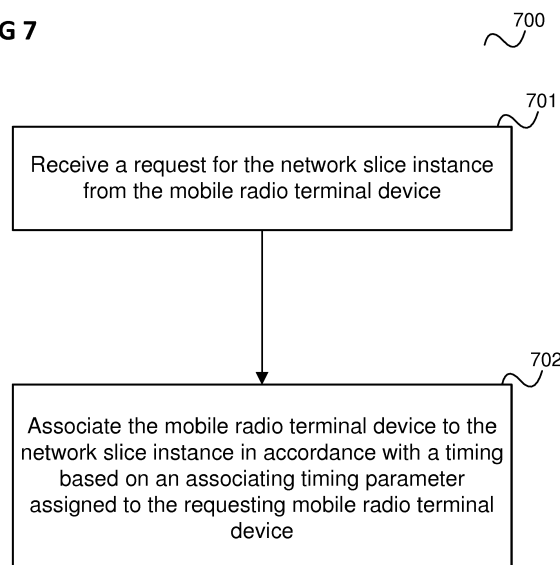 G 7
700
701
Receive a request for the network slice instance
from the mobile radio terminal device
702
Associate the mobile radio terminal device to the
network slice instance in accordance with a timing
based on an associating timing parameter
assigned to the requesting mobile radio terminal
device